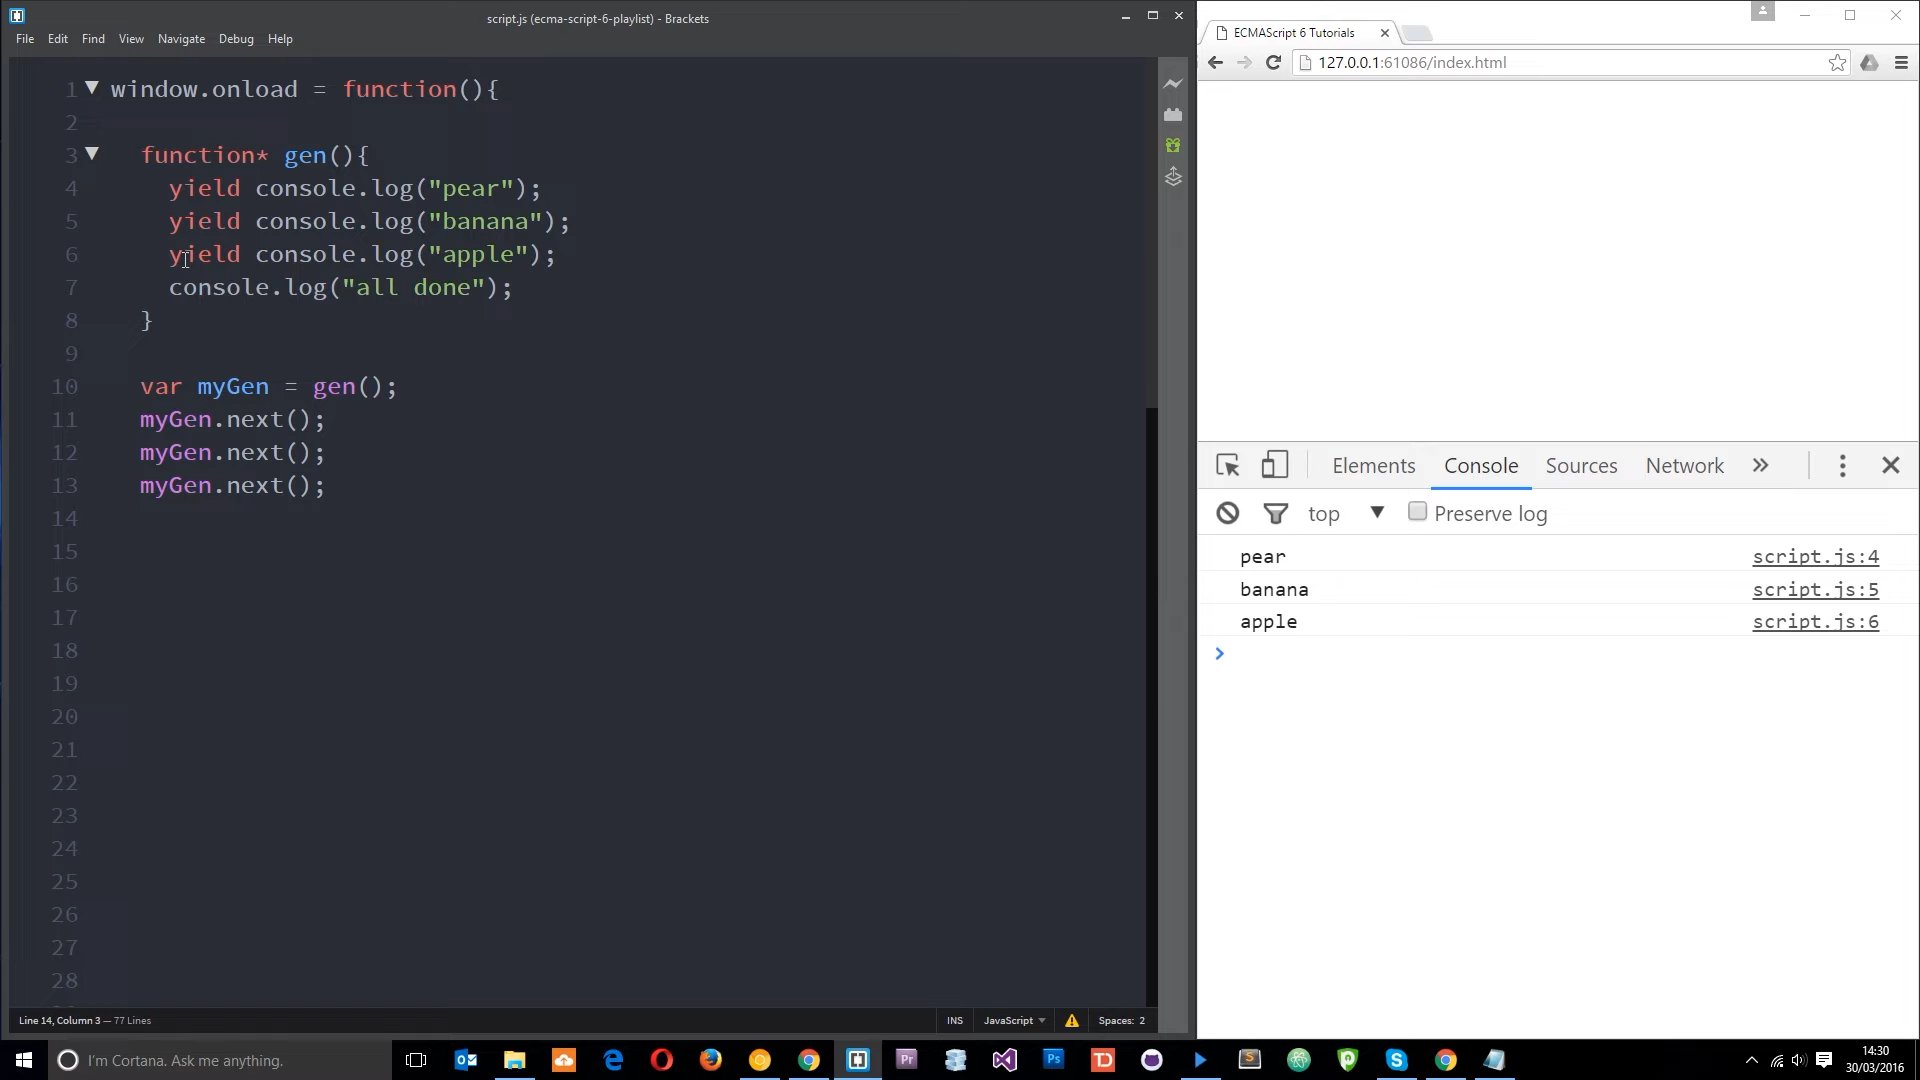 script.js (ecma-script-6-playlist) - Brackets
File Edit Find View Navigate Debug Help
1 window.onload = function(){
2
3 function* gen(){
4 yield console.log("pear");
5 yield console.log("banana");
6 yield console.log("apple");
7 console.log("all done");
8 }
9
10 var myGen = gen();
11 myGen.next();
12 myGen.next();
13 myGen.next();
14
15
16
17
18
19
20
21
22
23
24
25
26
27
28
Line 14, Column 3 — 77 Lines
INS JavaScript Spaces: 2
ECMAScript 6 Tutorials
127.0.0.1:61086/index.html
Elements Console Sources Network
top Preserve log
pear script.js:4
banana script.js:5
apple script.js:6
I'm Cortana. Ask me anything.
Pr
Ps
TD
14:30
30/03/2016